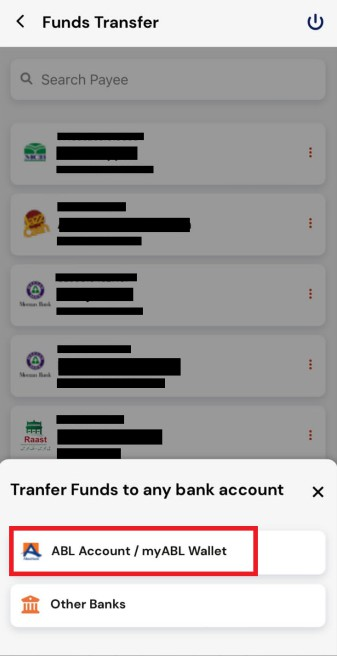 Funds Transfer
Search Payee
MCB
Meezan Bank
Meezan Bank
Raast
Tranfer Funds to any bank account
ABL Account / myABL Wallet
Other Banks